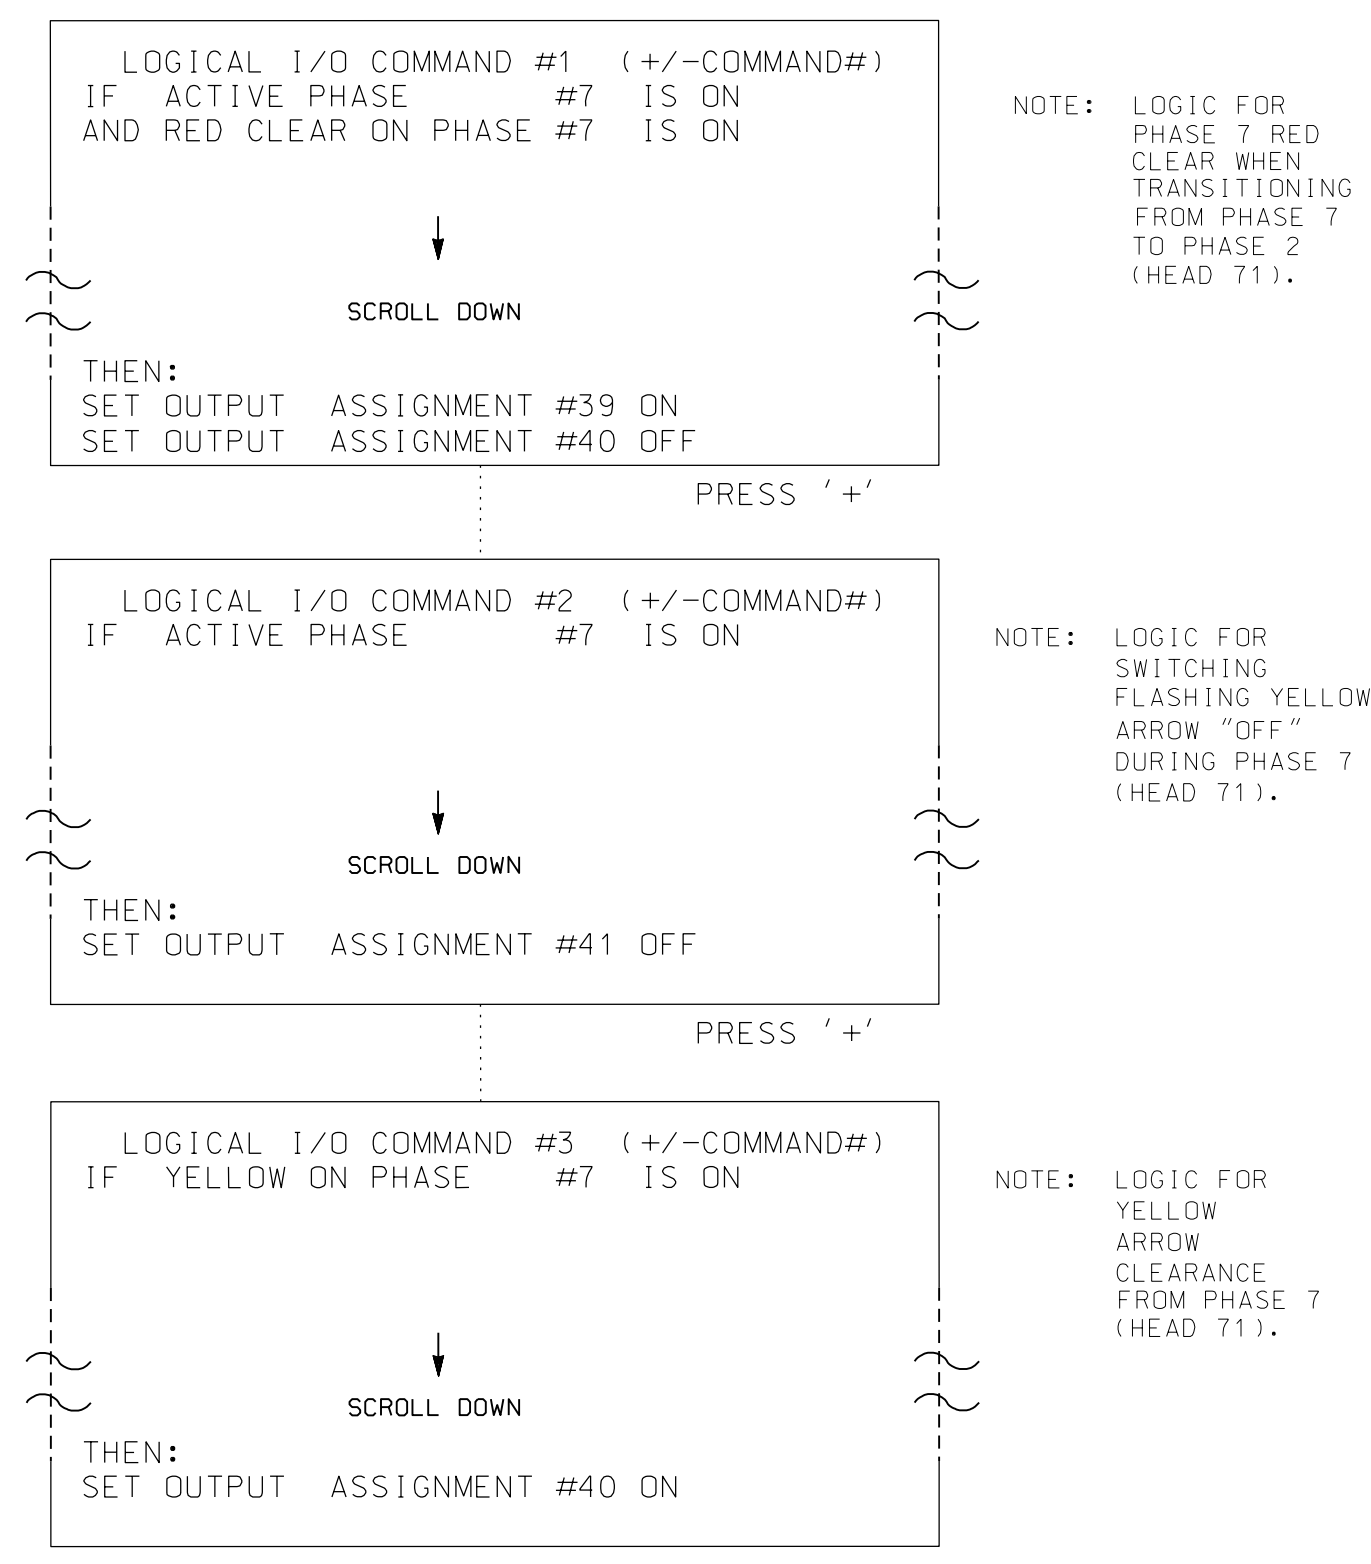 LOGICAL I/O COMMAND #1 (+/-COMMAND#)
IF ACTIVE PHASE #7 IS ON
AND RED CLEAR ON PHASE #7 IS ON
SCROLL DOWN
THEN:
SET OUTPUT ASSIGNMENT #39 ON
SET OUTPUT ASSIGNMENT #40 OFF
NOTE: LOGIC FOR
PHASE 7 RED
CLEAR WHEN
TRANSITIONING
FROM PHASE 7
TO PHASE 2
(HEAD 71).
PRESS '+'
LOGICAL I/O COMMAND #2 (+/-COMMAND#)
IF ACTIVE PHASE #7 IS ON
SCROLL DOWN
THEN:
SET OUTPUT ASSIGNMENT #41 OFF
NOTE: LOGIC FOR
SWITCHING
FLASHING YELLOW
ARROW "OFF"
DURING PHASE 7
(HEAD 71).
PRESS '+'
LOGICAL I/O COMMAND #3 (+/-COMMAND#)
IF YELLOW ON PHASE #7 IS ON
SCROLL DOWN
THEN:
SET OUTPUT ASSIGNMENT #40 ON
NOTE: LOGIC FOR
YELLOW
ARROW
CLEARANCE
FROM PHASE 7
(HEAD 71).